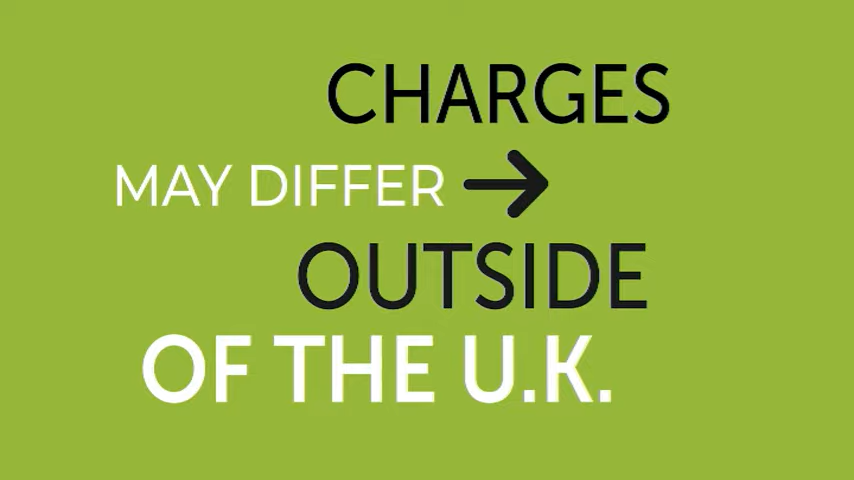 CHARGES
MAY DIFFER →
OUTSIDE
OF THE U.K.